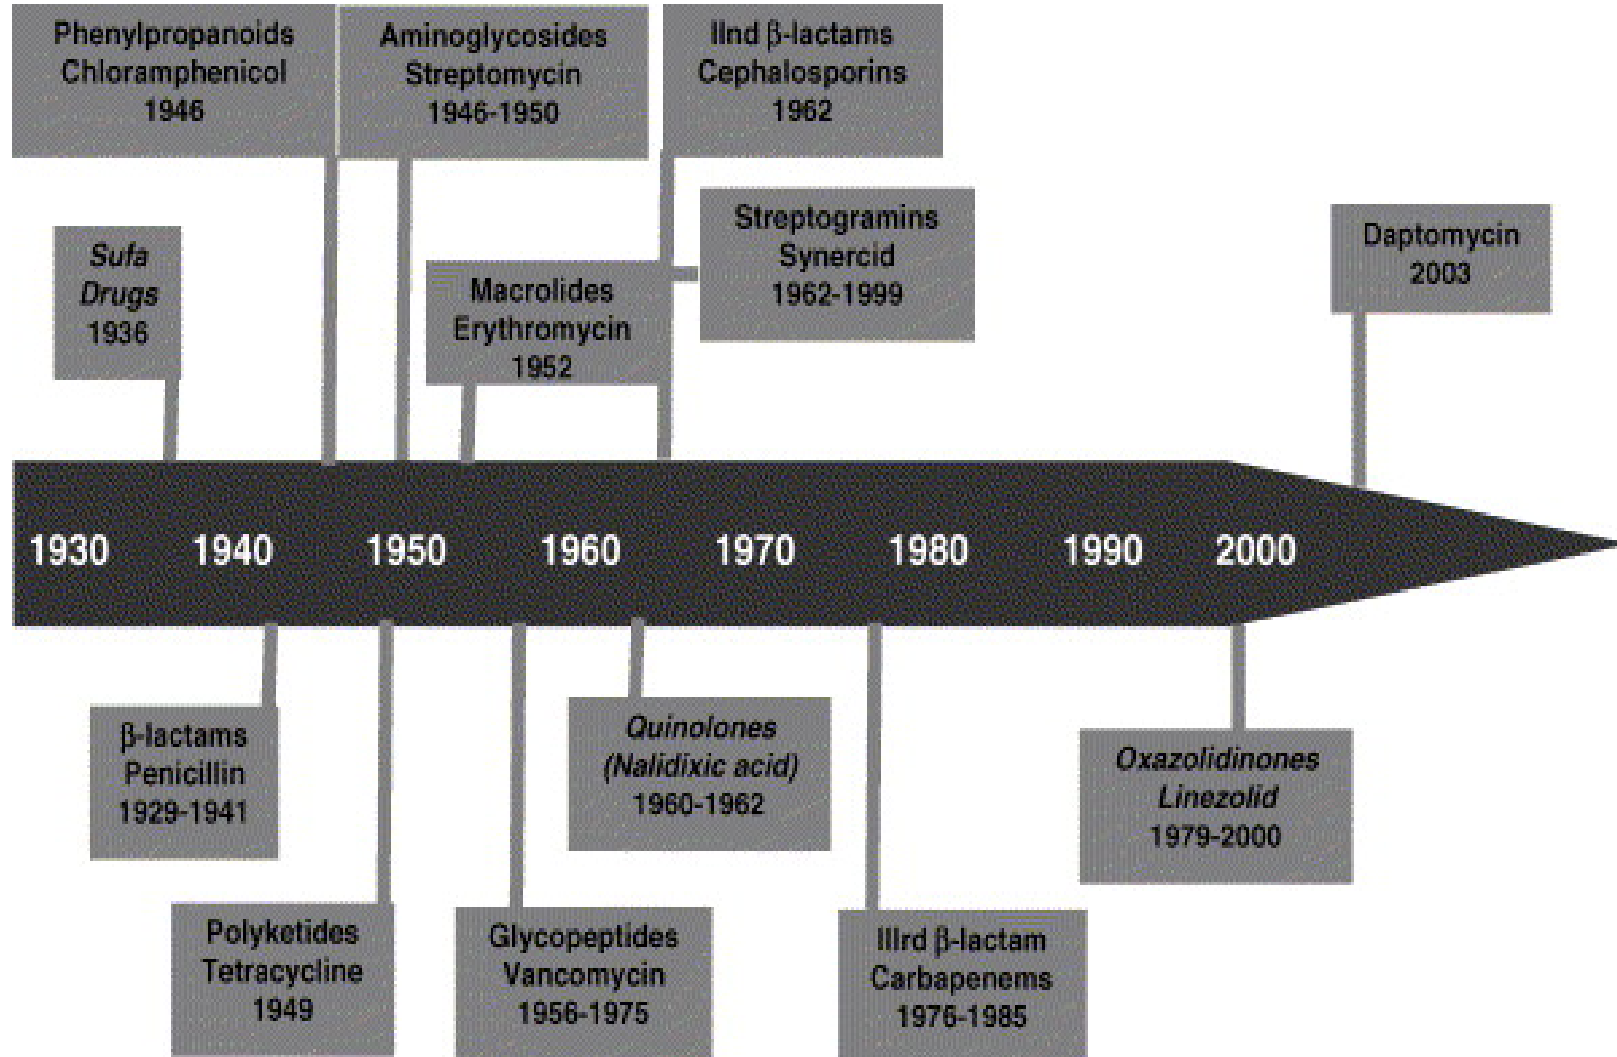 Phenylpropanoids
Chloramphenicol
1946
Aminoglycosides
Streptomycin
1946-1950
IInd β-lactams
Cephalosporins
1962
Streptogramins
Synercid
1962-1999
Sufa
Drugs
1936
Macrolides
Erythromycin
1952
Daptomycin
2003
1930
1940
1950
1960
1970
1980
1990
2000
β-lactams
Penicillin
1929-1941
Quinolones
(Nalidixic acid)
1960-1962
Oxazolidinones
Linezolid
1979-2000
Polyketides
Tetracycline
1949
Glycopeptides
Vancomycin
1956-1975
IIIrd β-lactam
Carbapenems
1976-1985